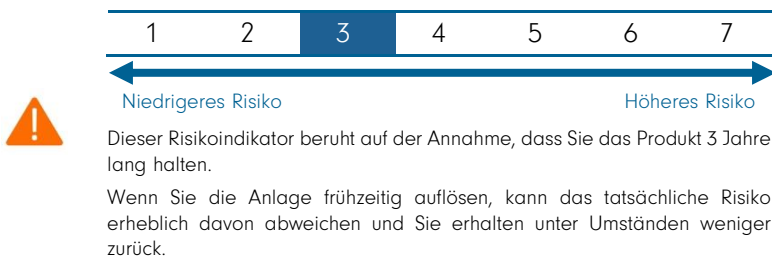 1 2 3 4 5 6 7
Niedrigeres Risiko Höheres Risiko
Dieser Risikoindikator beruht auf der Annahme, dass Sie das Produkt 3 Jahre
lang halten.
Wenn Sie die Anlage frühzeitig auflösen, kann das tatsächliche Risiko
erheblich davon abweichen und Sie erhalten unter Umständen weniger
zurück.